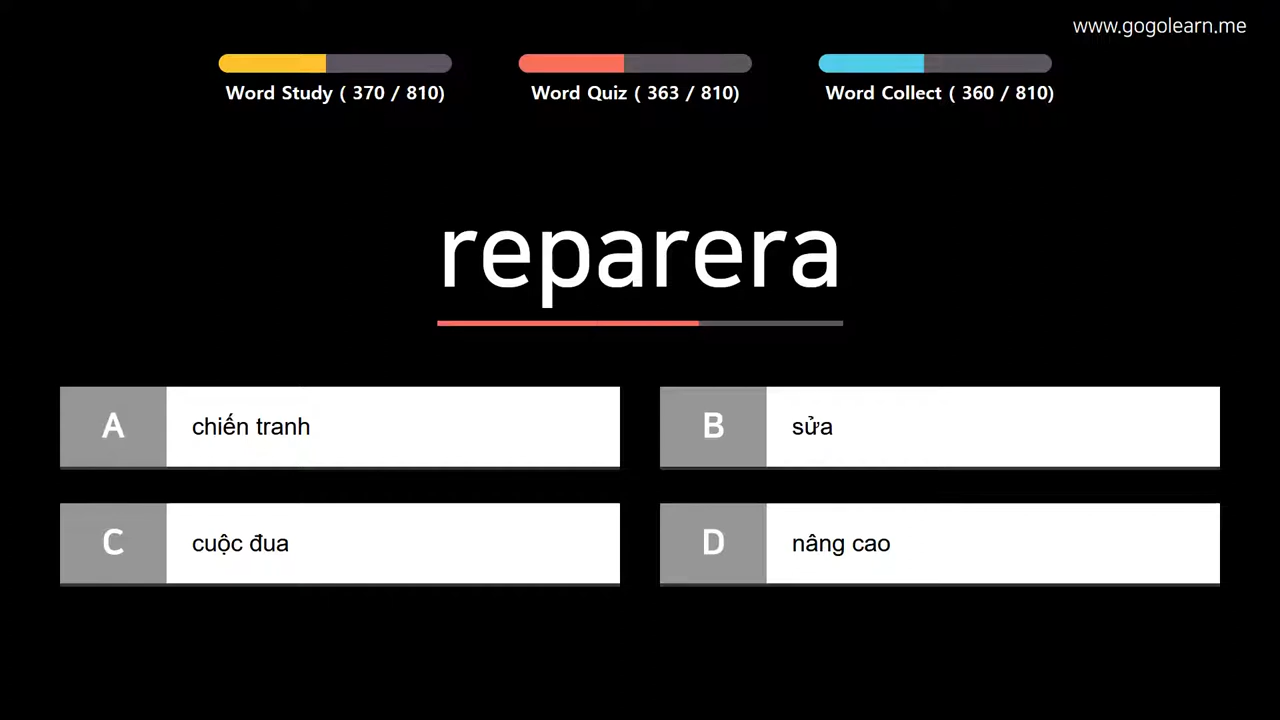 www.gogolearn.me
Word Study ( 370 / 810)
Word Quiz ( 363 / 810)
Word Collect ( 360 / 810)
reparera
A chiến tranh
B sửa
C cuộc đua
D nâng cao